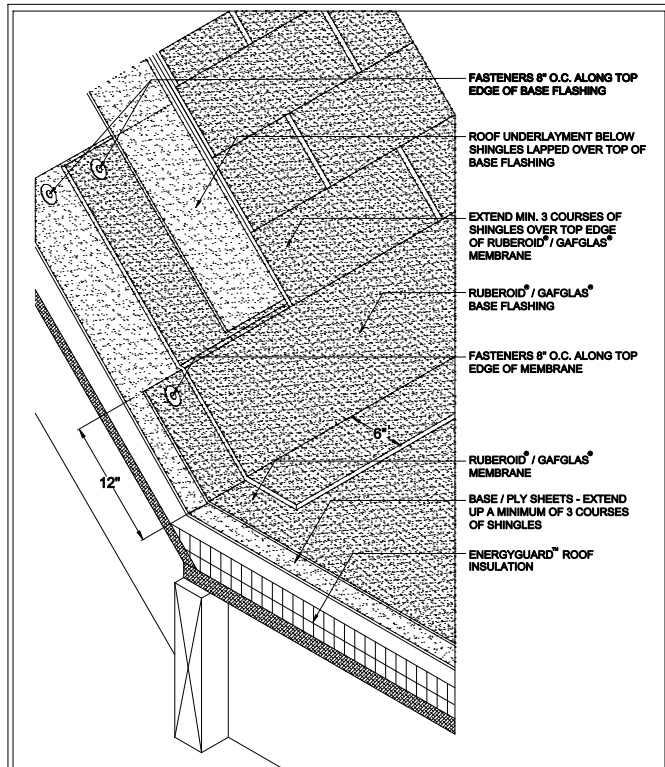 FASTENERS 8" O.C. ALONG TOP
EDGE OF BASE FLASHING
ROOF UNDERLAYMENT BELOW
SHINGLES LAPPED OVER TOP OF
BASE FLASHING
EXTEND MIN. 3 COURSES OF
SHINGLES OVER TOP EDGE
OF RUBEROID® / GAFGLAS®
MEMBRANE
RUBEROID® / GAFGLAS®
BASE FLASHING
FASTENERS 8" O.C. ALONG TOP
EDGE OF MEMBRANE
6"
12"
RUBEROID® / GAFGLAS®
MEMBRANE
BASE / PLY SHEETS - EXTEND
UP A MINIMUM OF 3 COURSES
OF SHINGLES
ENERGYGUARD™ ROOF
INSULATION